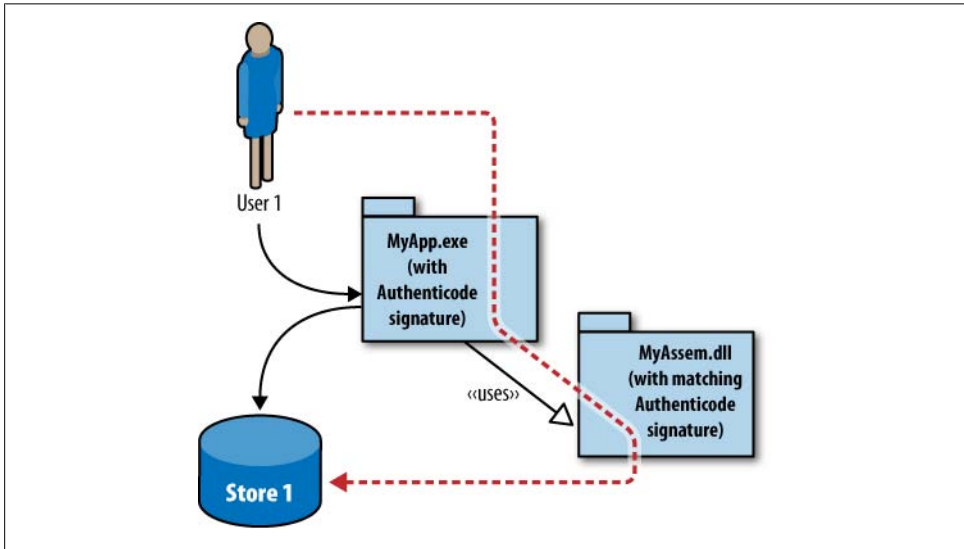 User 1
MyApp.exe
(with
Authenticode
signature)
MyAssem.dll
(with matching
Authenticode
signature)
‹‹uses››
Store 1